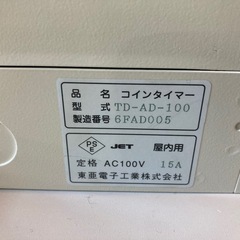 品名 コインタイマー
型式 TD-AD-100
製造番号 6FAD005
PSE JET 屋内用
定格 AC100V 15A
東亜電子工業株式会社